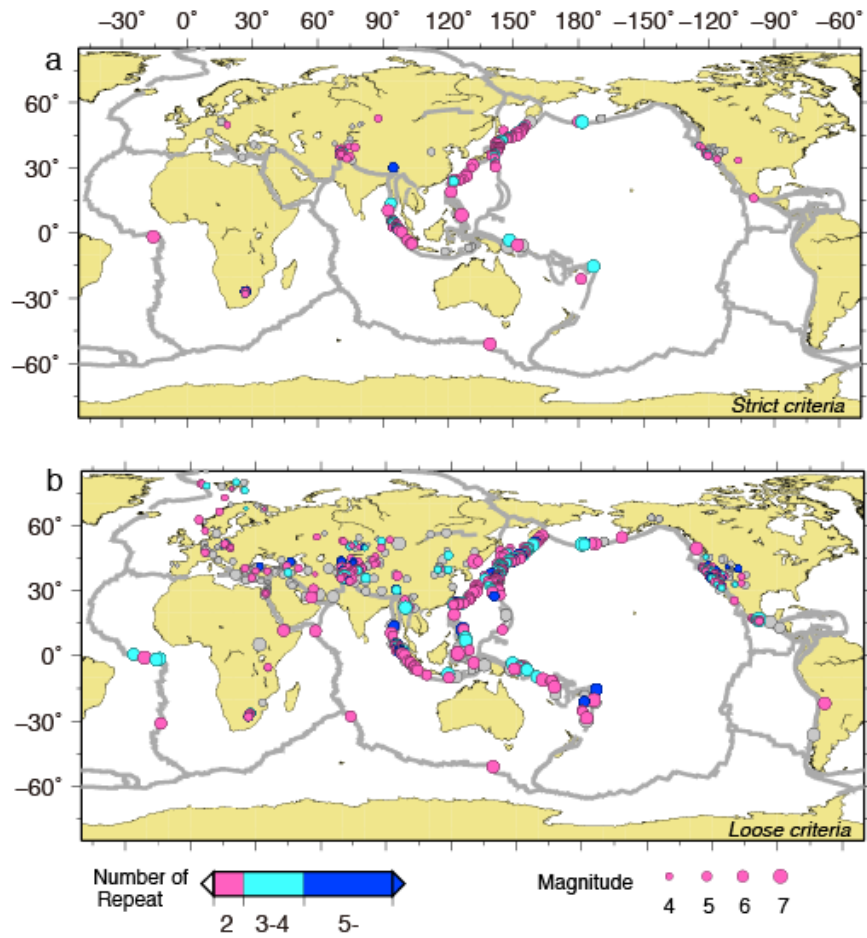 −30° 0° 30° 60° 90° 120° 150° 180° −150° −120° −90° −60°
a
60°
30°
0°
−30°
−60°
Strict criteria
b
60°
30°
0°
−30°
−60°
Loose criteria
Number of
Repeat
2 3-4 5-
Magnitude
4 5 6 7